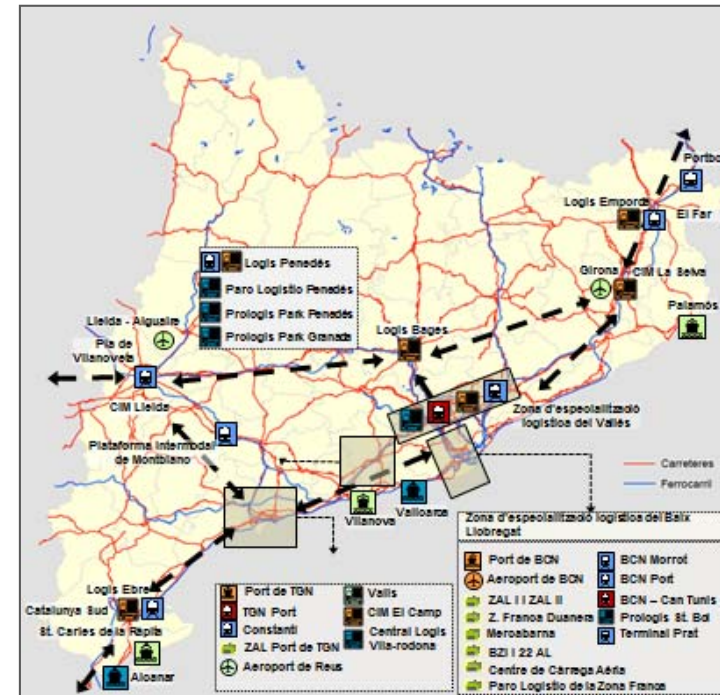 Portbou
Logis Empordà
El Far
Logis Penedès
Girona
CIM La Selva
Parc Logístic Penedès
Palamós
Prologis Park Penedès
Lleida - Alguaire
Logis Bages
Pla de
Vilanoveta
Prologis Park Granada
CIM Lleida
Zona d'especialització
logística del Vallés
Plataforma Intermodal
de Montblanc
Carreteres
Ferrocarril
Vilanova
Vallcarca
Zona d'especialització logística del Baix
Llobregat
Logis Ebre
Catalunya Sud
St. Carles de la Ràpita
Alcanar
Port de TGN
TGN Port
Constantí
ZAL Port de TGN
Aeroport de Reus
Valls
CIM El Camp
Central Logis
Vila-rodona
Port de BCN
Aeroport de BCN
ZAL I i ZAL II
Z. Franca Duanera
Mercabarna
BZI i 22 AL
Centre de Càrrega Aèria
Parc Logístic de la Zona Franca
BCN Morrot
BCN Port
BCN – Can Tunis
Prologis St. Boi
Terminal Prat